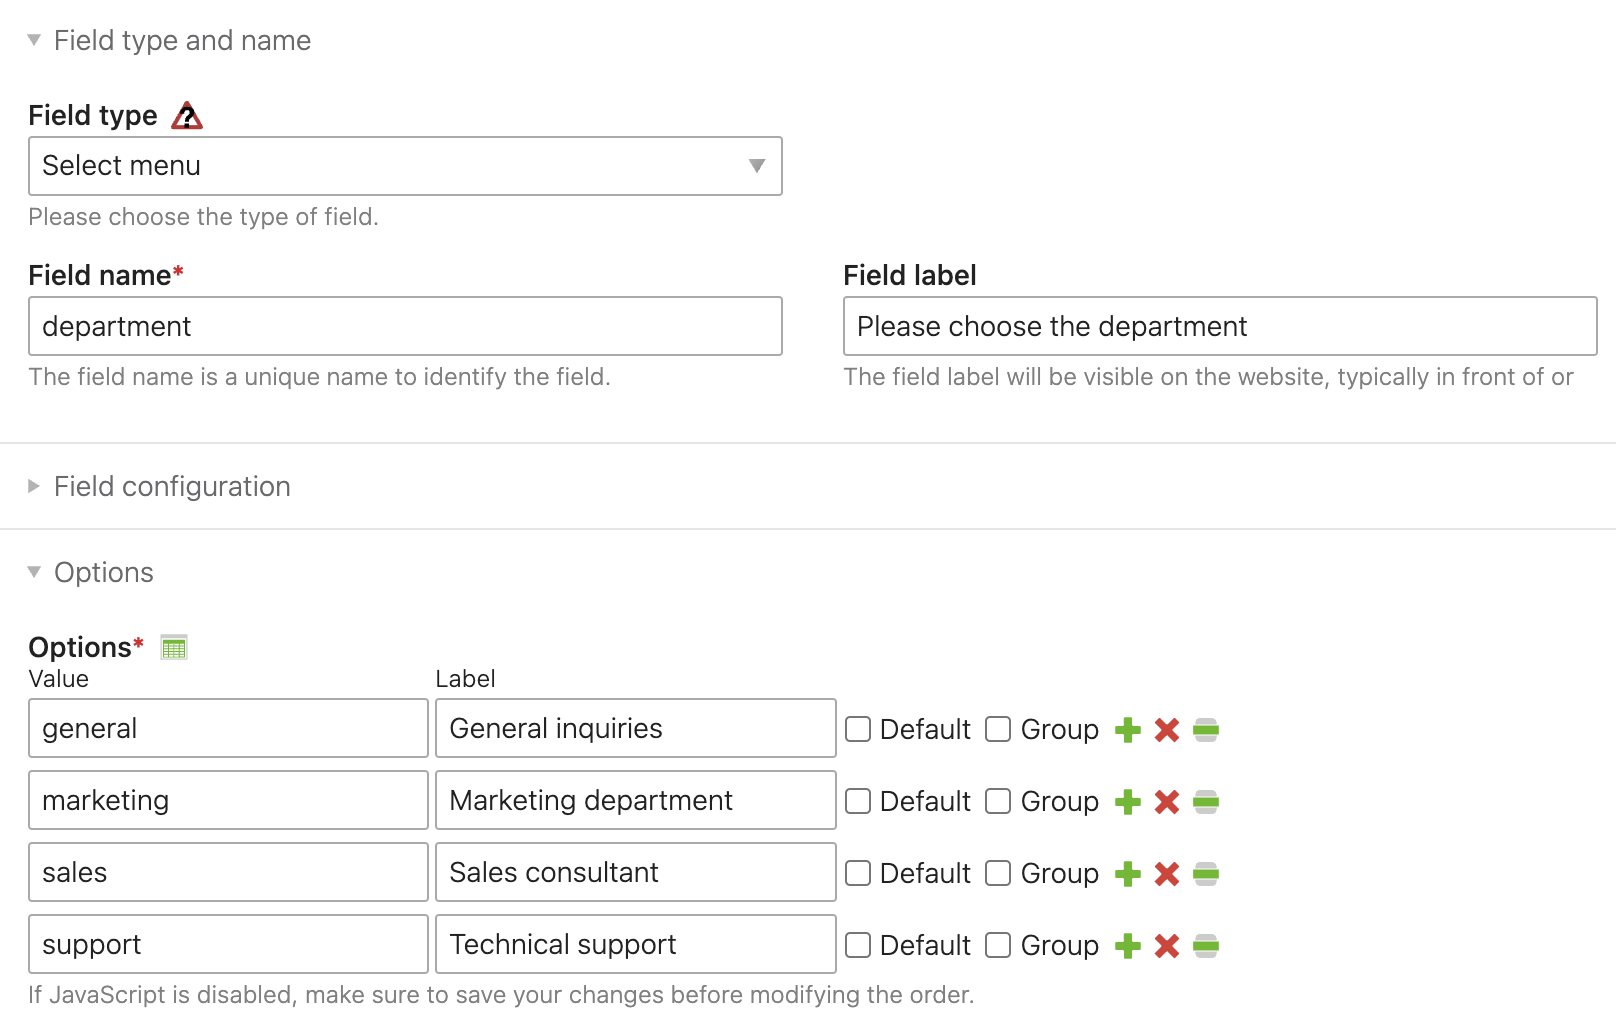 Field type and name
Field type
Select menu
Please choose the type of field.
Field name* Field label
department Please choose the department
The field name is a unique name to identify the field. The field label will be visible on the website, typically in front of or
Field configuration
Options
Options*
Value Label
general General inquiries Default Group
marketing Marketing department Default Group
sales Sales consultant Default Group
support Technical support Default Group
If JavaScript is disabled, make sure to save your changes before modifying the order.